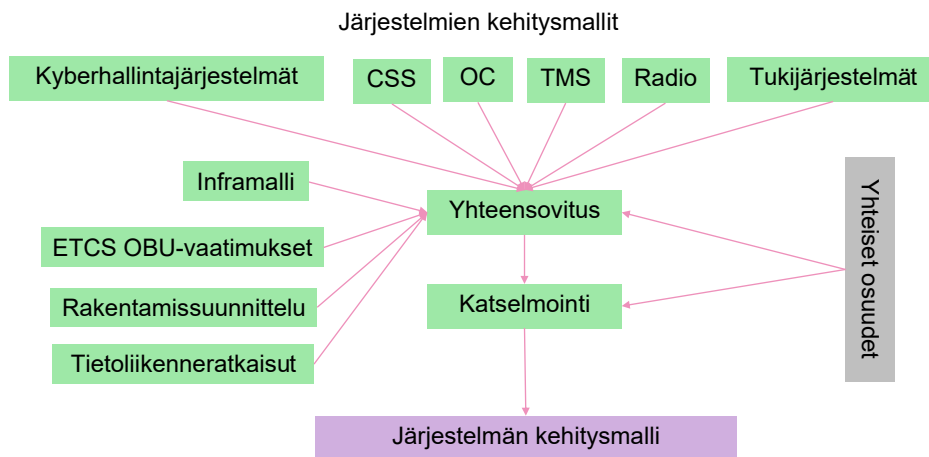 Järjestelmien kehitysmallit
Kyberhallintajärjestelmät
CSS
OC
TMS
Radio
Tukijärjestelmät
Inframalli
ETCS OBU-vaatimukset
Rakentamissuunnittelu
Tietoliikenneratkaisut
Yhteensovitus
Katselmointi
Yhteiset osuudet
Järjestelmän kehitysmalli